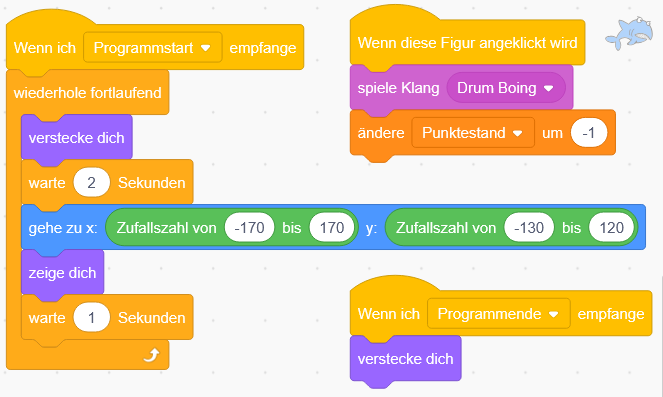 Wenn ich Programmstart empfange
wiederhole fortlaufend
verstecke dich
warte 2 Sekunden
gehe zu x: Zufallszahl von -170 bis 170 y: Zufallszahl von -130 bis 120
zeige dich
warte 1 Sekunden
Wenn diese Figur angeklickt wird
spiele Klang Drum Boing
ändere Punktestand um -1
Wenn ich Programmende empfange
verstecke dich